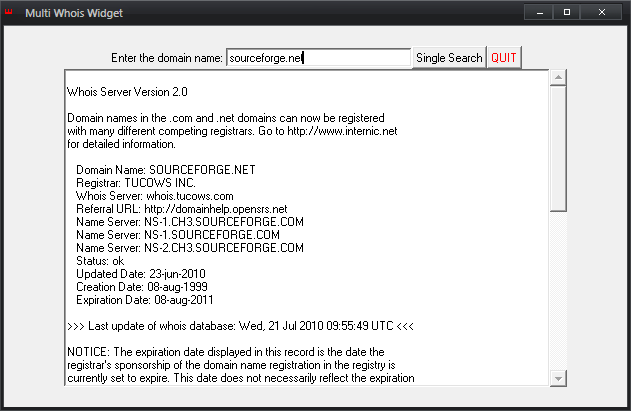 Multi Whois Widget
Enter the domain name: sourceforge.net Single Search QUIT
Whois Server Version 2.0
Domain names in the .com and .net domains can now be registered
with many different competing registrars. Go to http://www.internic.net
for detailed information.
Domain Name: SOURCEFORGE.NET
Registrar: TUCOWS INC.
Whois Server: whois.tucows.com
Referral URL: http://domainhelp.opensrs.net
Name Server: NS-1.CH3.SOURCEFORGE.COM
Name Server: NS-1.SOURCEFORGE.COM
Name Server: NS-2.CH3.SOURCEFORGE.COM
Status: ok
Updated Date: 23-jun-2010
Creation Date: 08-aug-1999
Expiration Date: 08-aug-2011
>>> Last update of whois database: Wed, 21 Jul 2010 09:55:49 UTC <<<
NOTICE: The expiration date displayed in this record is the date the
registrar's sponsorship of the domain name registration in the registry is
currently set to expire. This date does not necessarily reflect the expiration